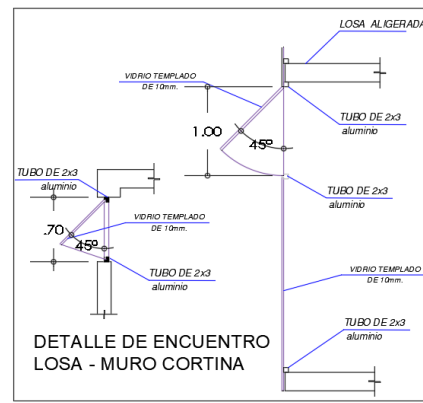 LOSA ALIGERADA
VIDRIO TEMPLADO
DE 10mm.
1.00
45º
TUBO DE 2x3
aluminio
TUBO DE 2x3
aluminio
TUBO DE 2x3
aluminio
VIDRIO TEMPLADO
DE 10mm.
.70
45º
TUBO DE 2x3
aluminio
VIDRIO TEMPLADO
DE 10mm.
TUBO DE 2x3
aluminio
DETALLE DE ENCUENTRO
LOSA - MURO CORTINA